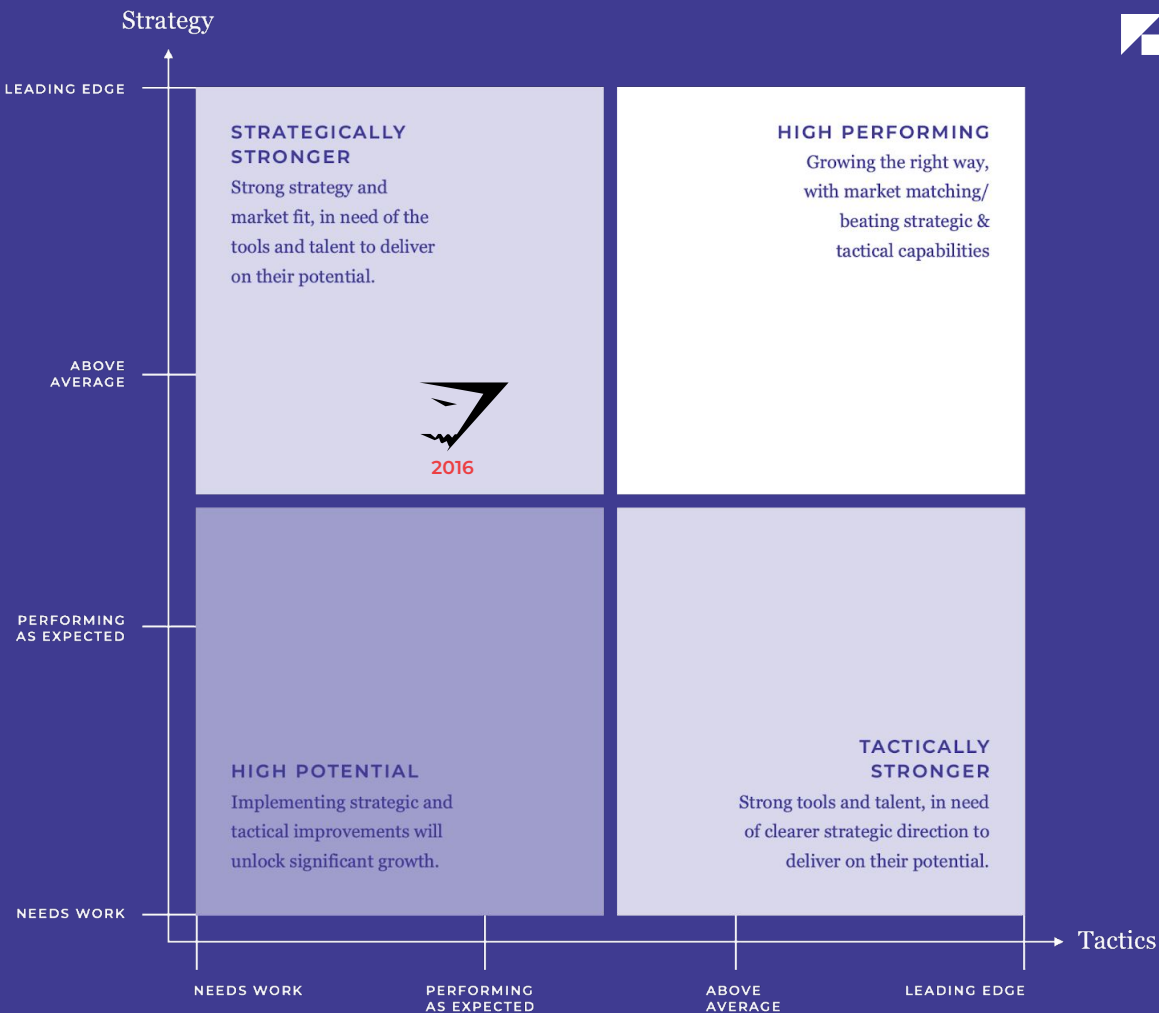 Strategy
LEADING EDGE
STRATEGICALLY
STRONGER
Strong strategy and
market fit, in need of the
tools and talent to deliver
on their potential.
HIGH PERFORMING
Growing the right way,
with market matching/
beating strategic &
tactical capabilities
ABOVE
AVERAGE
2016
PERFORMING
AS EXPECTED
HIGH POTENTIAL
Implementing strategic and
tactical improvements will
unlock significant growth.
TACTICALLY
STRONGER
Strong tools and talent, in need
of clearer strategic direction to
deliver on their potential.
NEEDS WORK
Tactics
NEEDS WORK
PERFORMING
AS EXPECTED
ABOVE
AVERAGE
LEADING EDGE